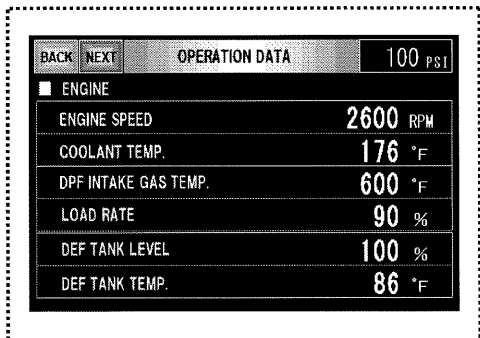 BACK NEXT OPERATION DATA 100 PSI
ENGINE
ENGINE SPEED 2600 RPM
COOLANT TEMP. 176 °F
DPF INTAKE GAS TEMP. 600 °F
LOAD RATE 90 %
DEF TANK LEVEL 100 %
DEF TANK TEMP. 86 °F